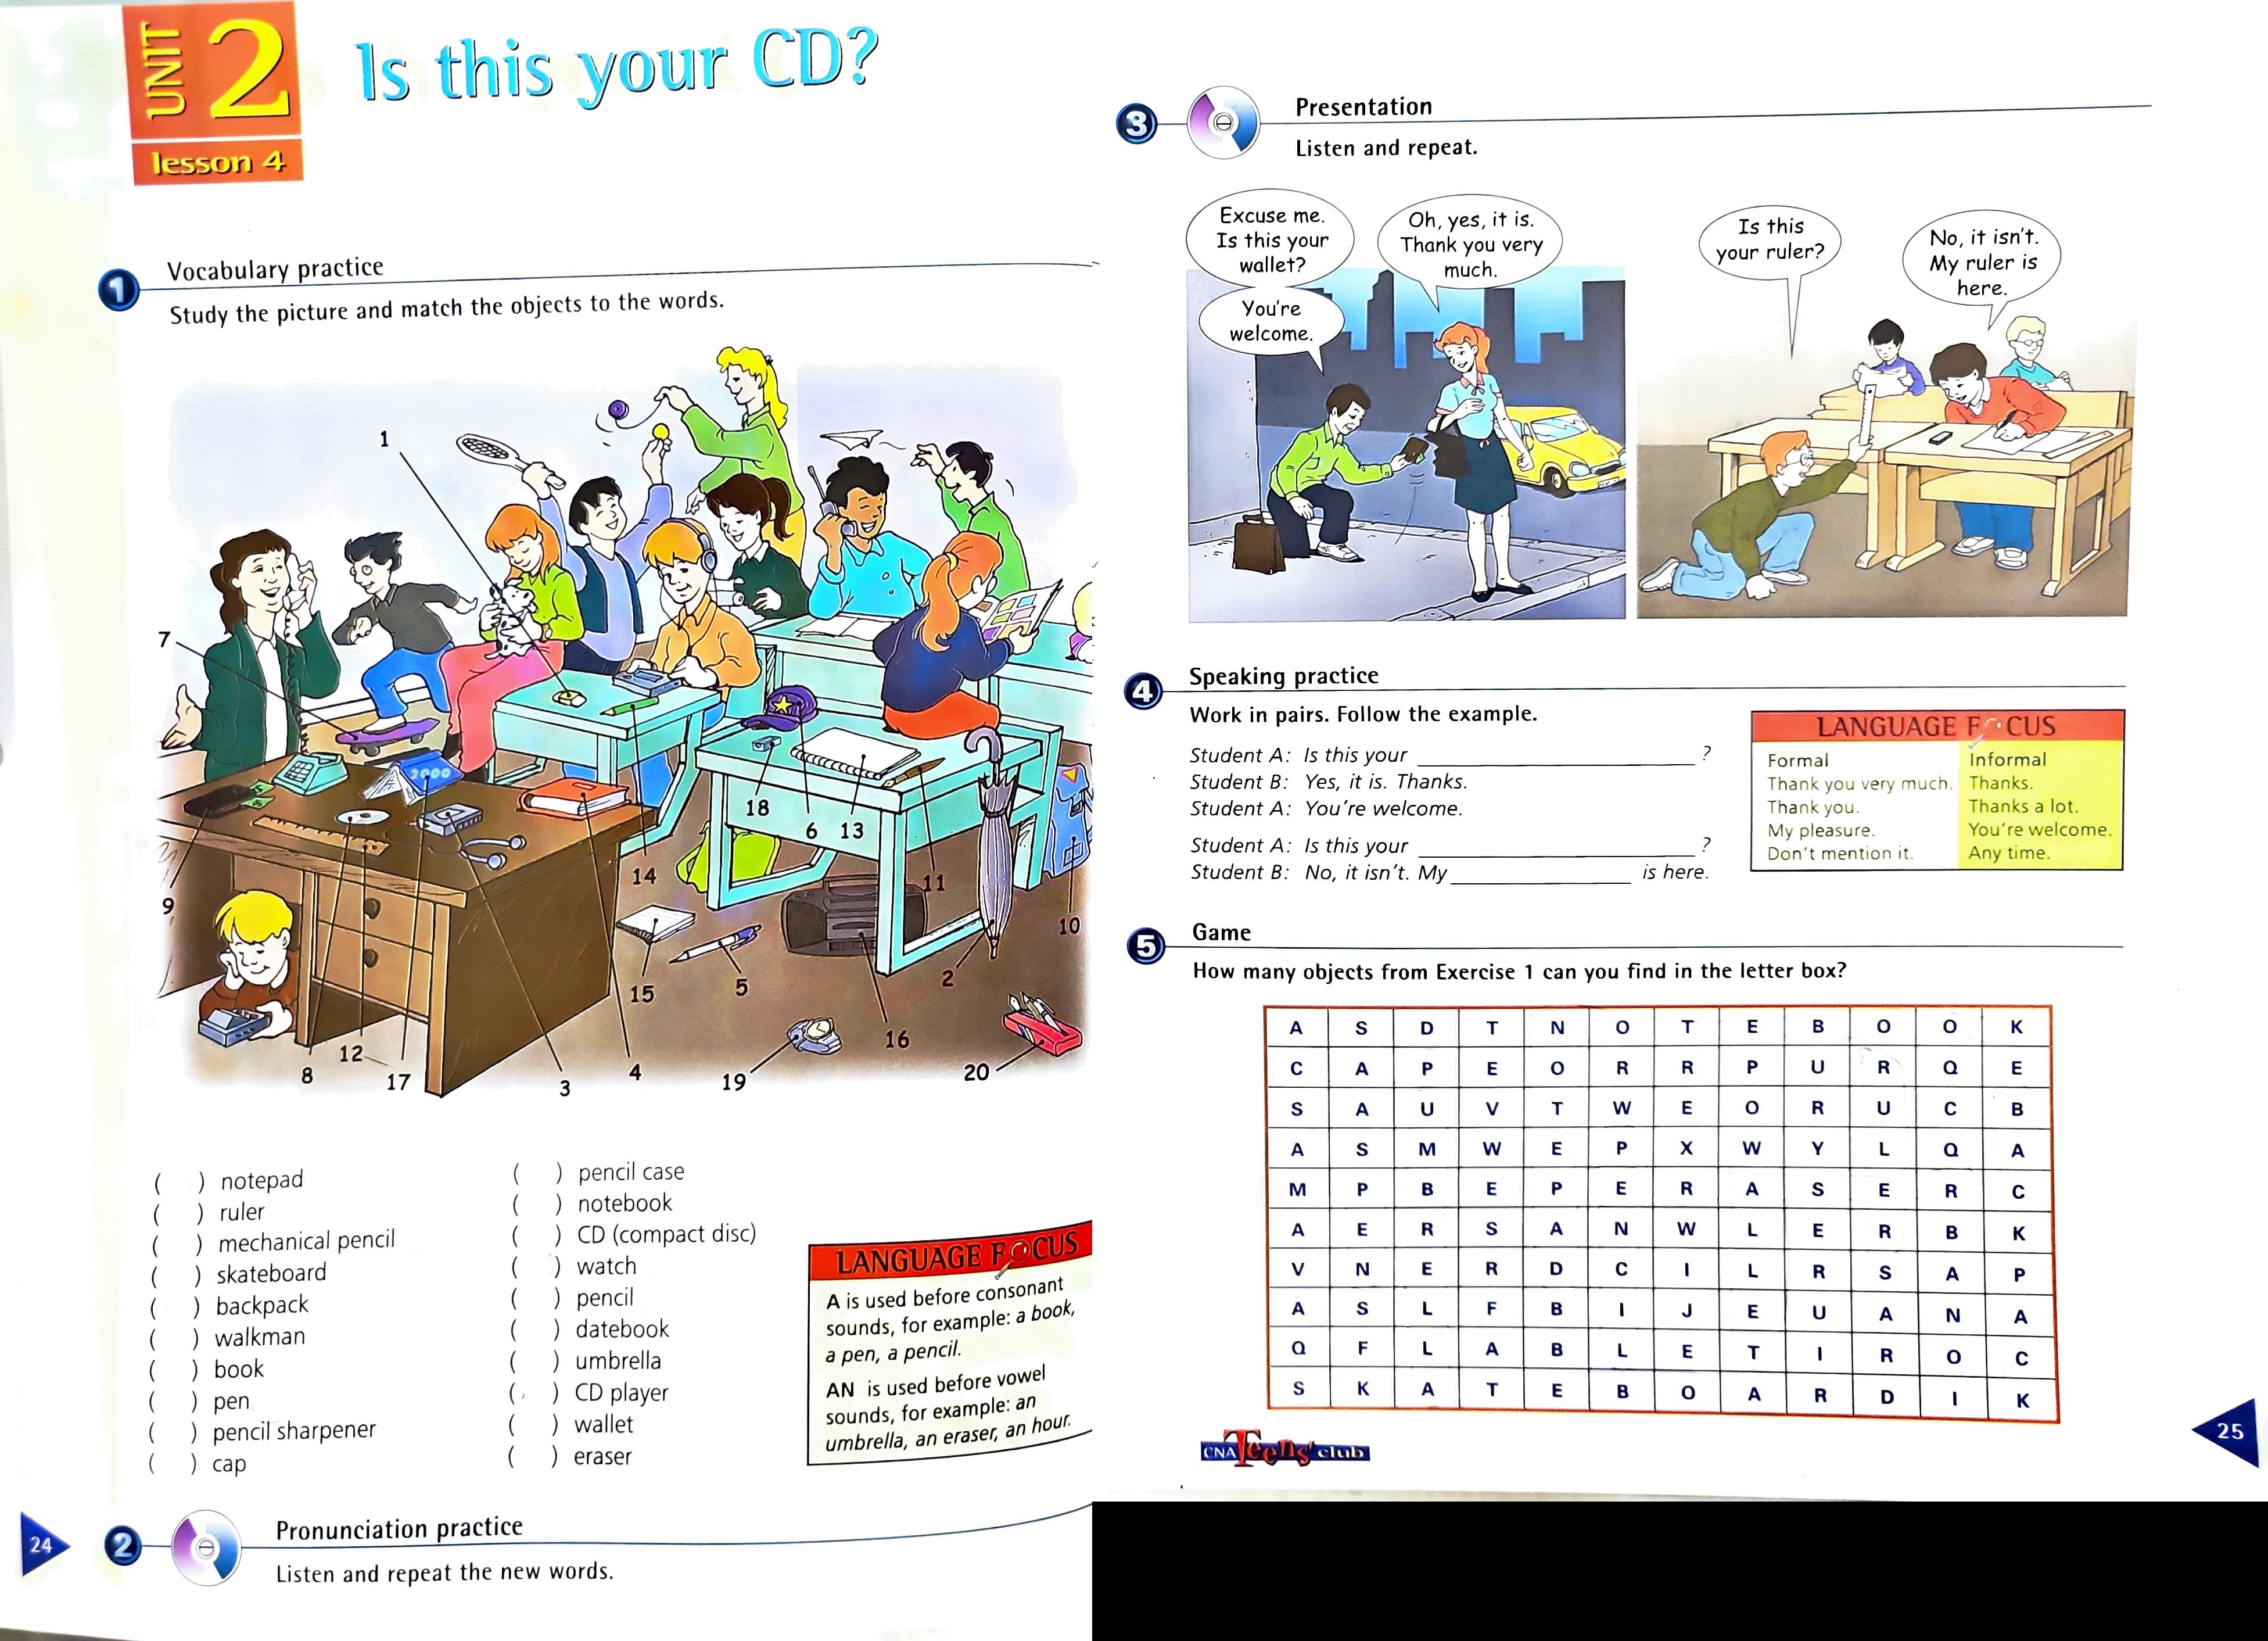 UNIT
2
lesson 4
Is this your CD?
1
Vocabulary practice
Study the picture and match the objects to the words.
1
7
2000
18
6
13
14
11
9
10
15
5
2
16
12
8
17
3
4
19
20
( ) notepad
( ) ruler
( ) mechanical pencil
( ) skateboard
( ) backpack
( ) walkman
( ) book
( ) pen
( ) pencil sharpener
( ) cap
( ) pencil case
( ) notebook
( ) CD (compact disc)
( ) watch
( ) pencil
( ) datebook
( ) umbrella
( ) CD player
( ) wallet
( ) eraser
LANGUAGE FOCUS
A is used before consonant
sounds, for example: a book,
a pen, a pencil.
AN is used before vowel
sounds, for example: an
umbrella, an eraser, an hour.
24
2
Pronunciation practice
Listen and repeat the new words.
3
Presentation
Listen and repeat.
Excuse me.
Is this your
wallet?
Oh, yes, it is.
Thank you very
much.
You're
welcome.
Is this
your ruler?
No, it isn't.
My ruler is
here.
4
Speaking practice
Work in pairs. Follow the example.
Student A: Is this your ______________________ ?
Student B: Yes, it is. Thanks.
Student A: You're welcome.
Student A: Is this your ______________________ ?
Student B: No, it isn't. My ______________ is here.
LANGUAGE FOCUS
Formal Informal
Thank you very much. Thanks.
Thank you. Thanks a lot.
My pleasure. You're welcome.
Don't mention it. Any time.
5
Game
How many objects from Exercise 1 can you find in the letter box?
A S D T N O T E B O O K
C A P E O R R P U R Q E
S A U V T W E O R U C B
A S M W E P X W Y L Q A
M P B E P E R A S E R C
A E R S A N W L E R B K
V N E R D C I L R S A P
A S L F B I J E U A N A
Q F L A B L E T I R O C
S K A T E B O A R D I K
CNA Teens' club
25